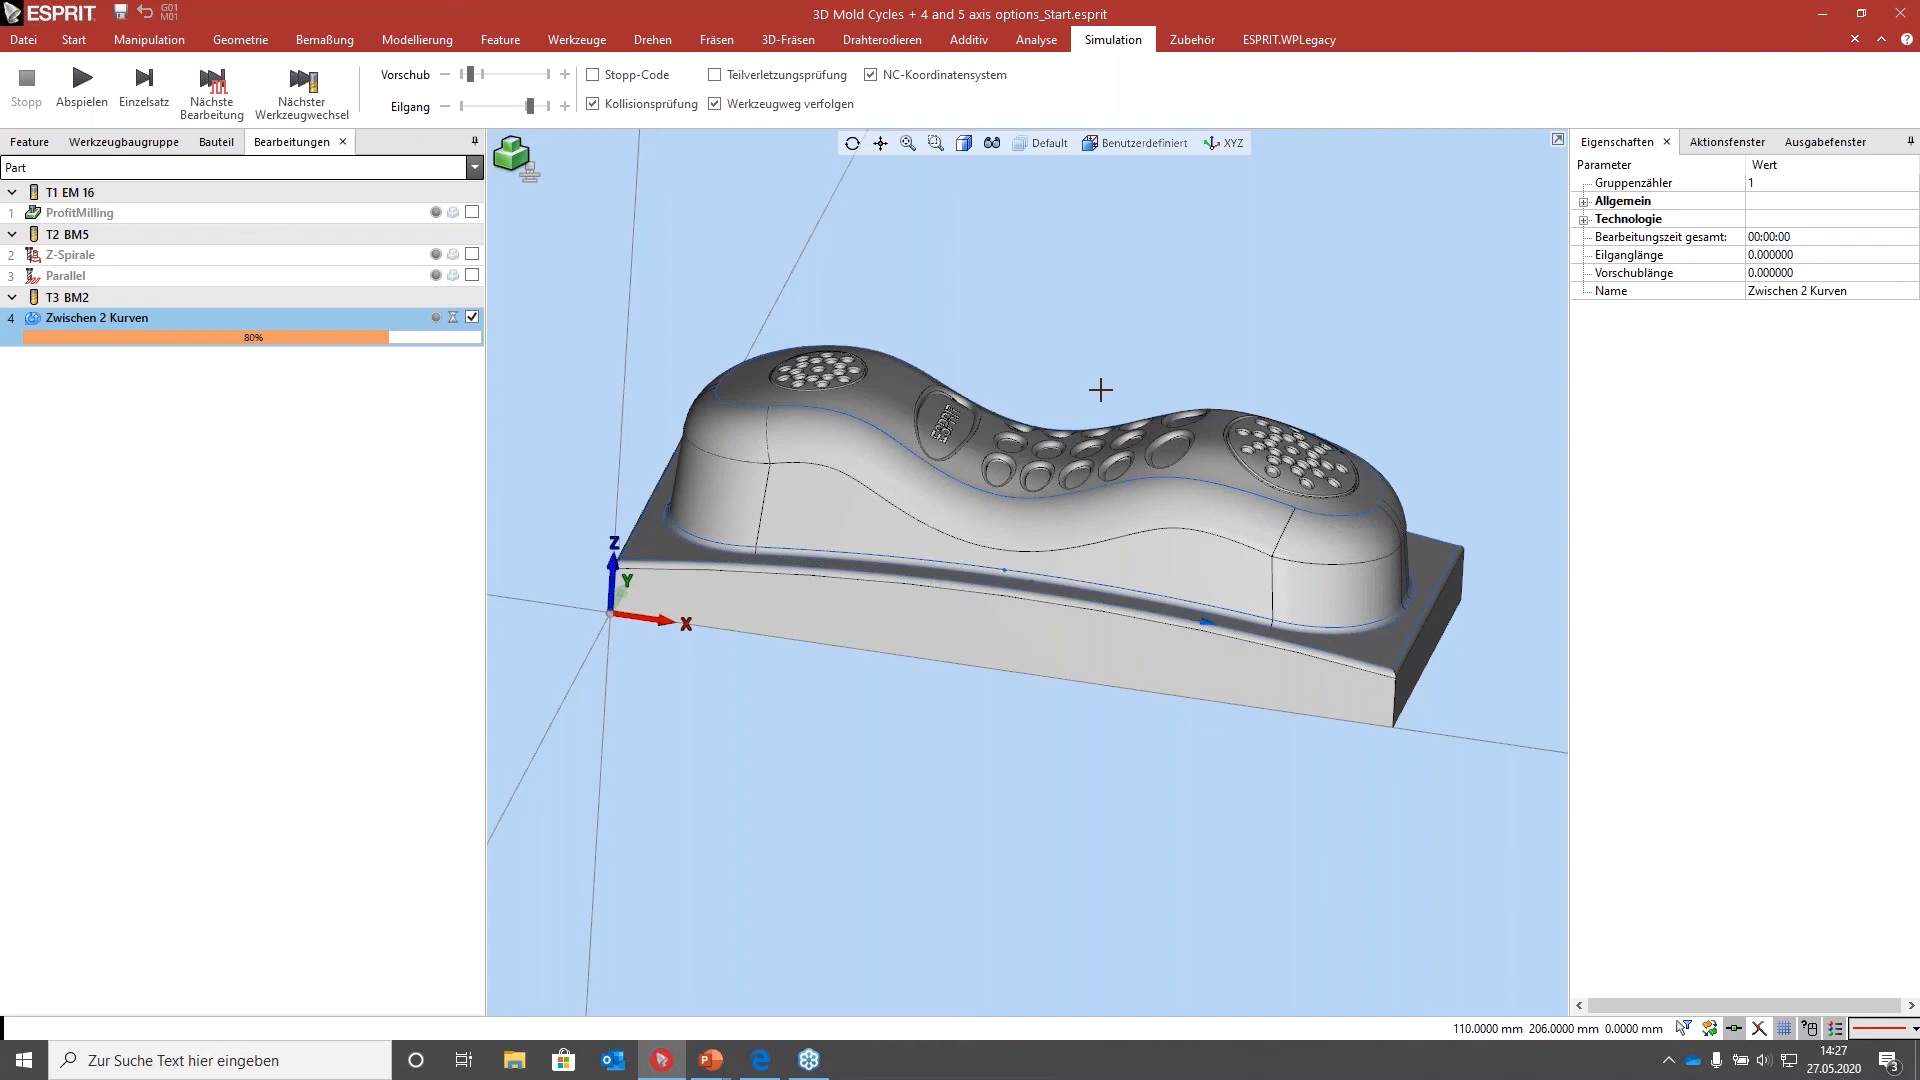 ESPRIT
G01
M01
3D Mold Cycles + 4 and 5 axis options_Start.esprit
Datei Start Manipulation Geometrie Bemaßung Modellierung Feature Werkzeuge Drehen Fräsen 3D-Fräsen Drahterodieren Additiv Analyse Simulation Zubehör ESPRIT.WPLegacy
Vorschub
Stopp-Code
Teilverletzungsprüfung
NC-Koordinatensystem
Stopp
Abspielen
Einzelsatz
Nächste
Bearbeitung
Nächster
Werkzeugwechsel
Eilgang
Kollisionsprüfung
Werkzeugweg verfolgen
Feature Werkzeugbaugruppe Bauteil Bearbeitungen
Default Benutzerdefiniert XYZ
Eigenschaften Aktionsfenster Ausgabefenster
Part
T1 EM 16
1 ProfitMilling
T2 BM5
2 Z-Spirale
3 Parallel
T3 BM2
4 Zwischen 2 Kurven
80%
Parameter Wert
Gruppenzähler 1
Allgemein
Technologie
Bearbeitungszeit gesamt: 00:00:00
Eilganglänge 0.000000
Vorschublänge 0.000000
Name Zwischen 2 Kurven
ESPRIT
Z
Y
X
110.0000 mm 206.0000 mm 0.0000 mm
Zur Suche Text hier eingeben
14:27
27.05.2020
3